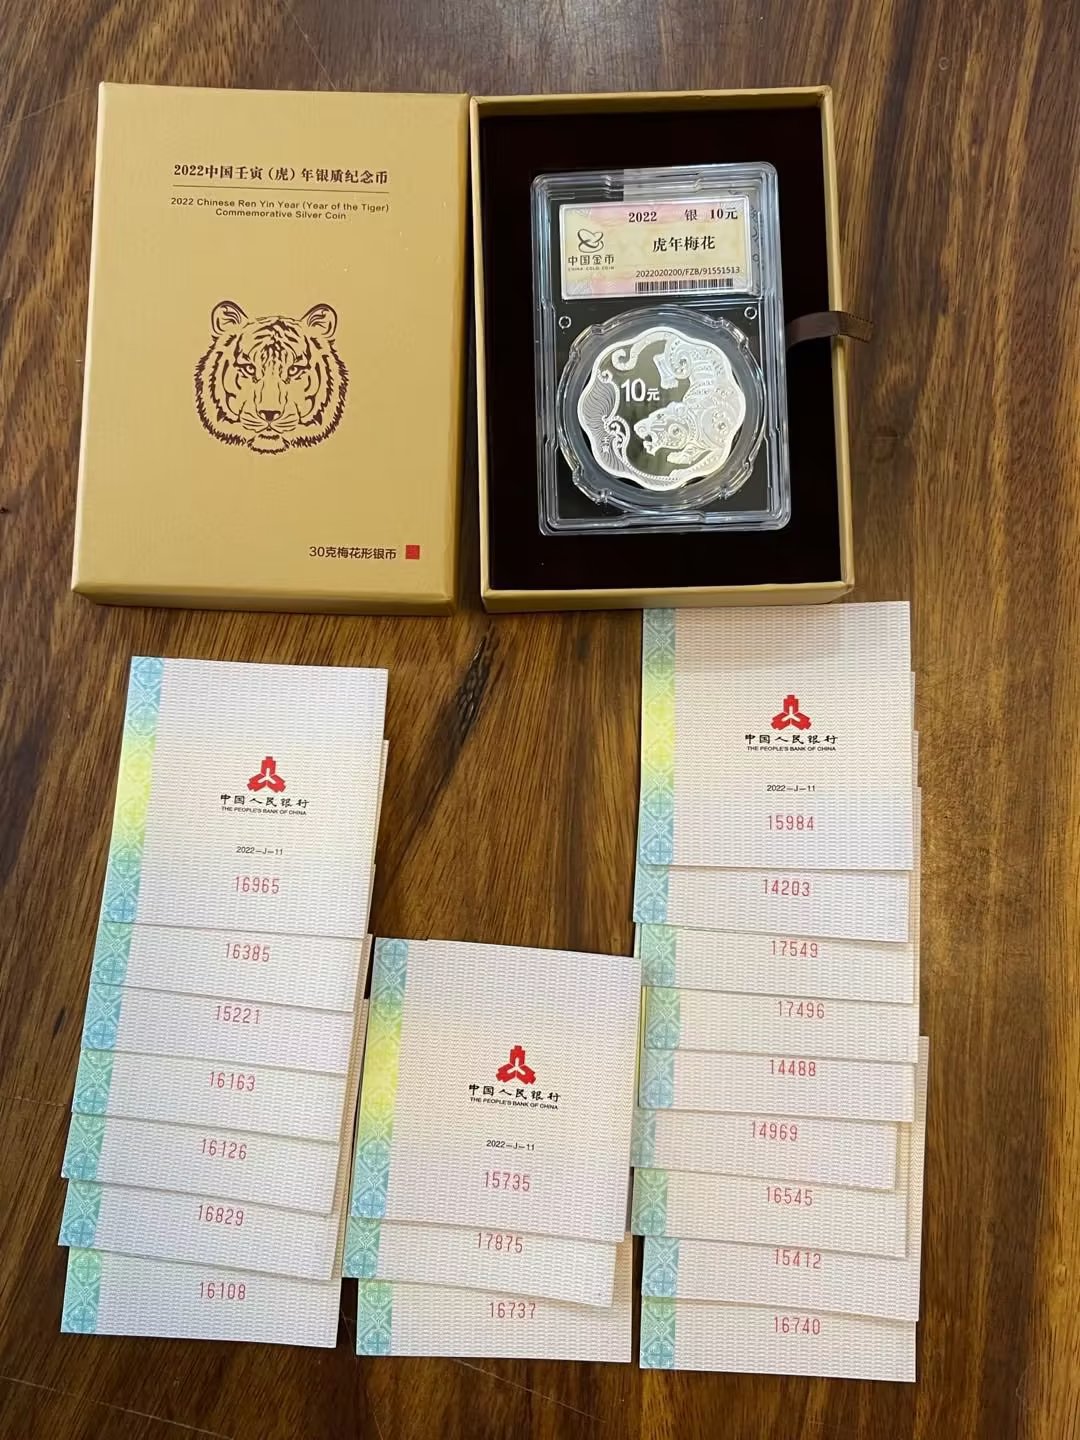 2022中国壬寅（虎）年银质纪念币
2022 Chinese Ren Yin Year (Year of the Tiger)
Commemorative Silver Coin
30克梅花形银币
2022 银 10元
虎年梅花
中国金币
CHINA GOLD COIN
2022020200/FZB/91551513
10元
中国人民银行
THE PEOPLE'S BANK OF CHINA
2022-J-11
16965
16385
15221
16163
16126
16829
16108
中国人民银行
THE PEOPLE'S BANK OF CHINA
2022-J-11
15735
17875
16737
中国人民银行
THE PEOPLE'S BANK OF CHINA
2022-J-11
15984
14203
17549
17496
14488
14969
16545
15412
16740